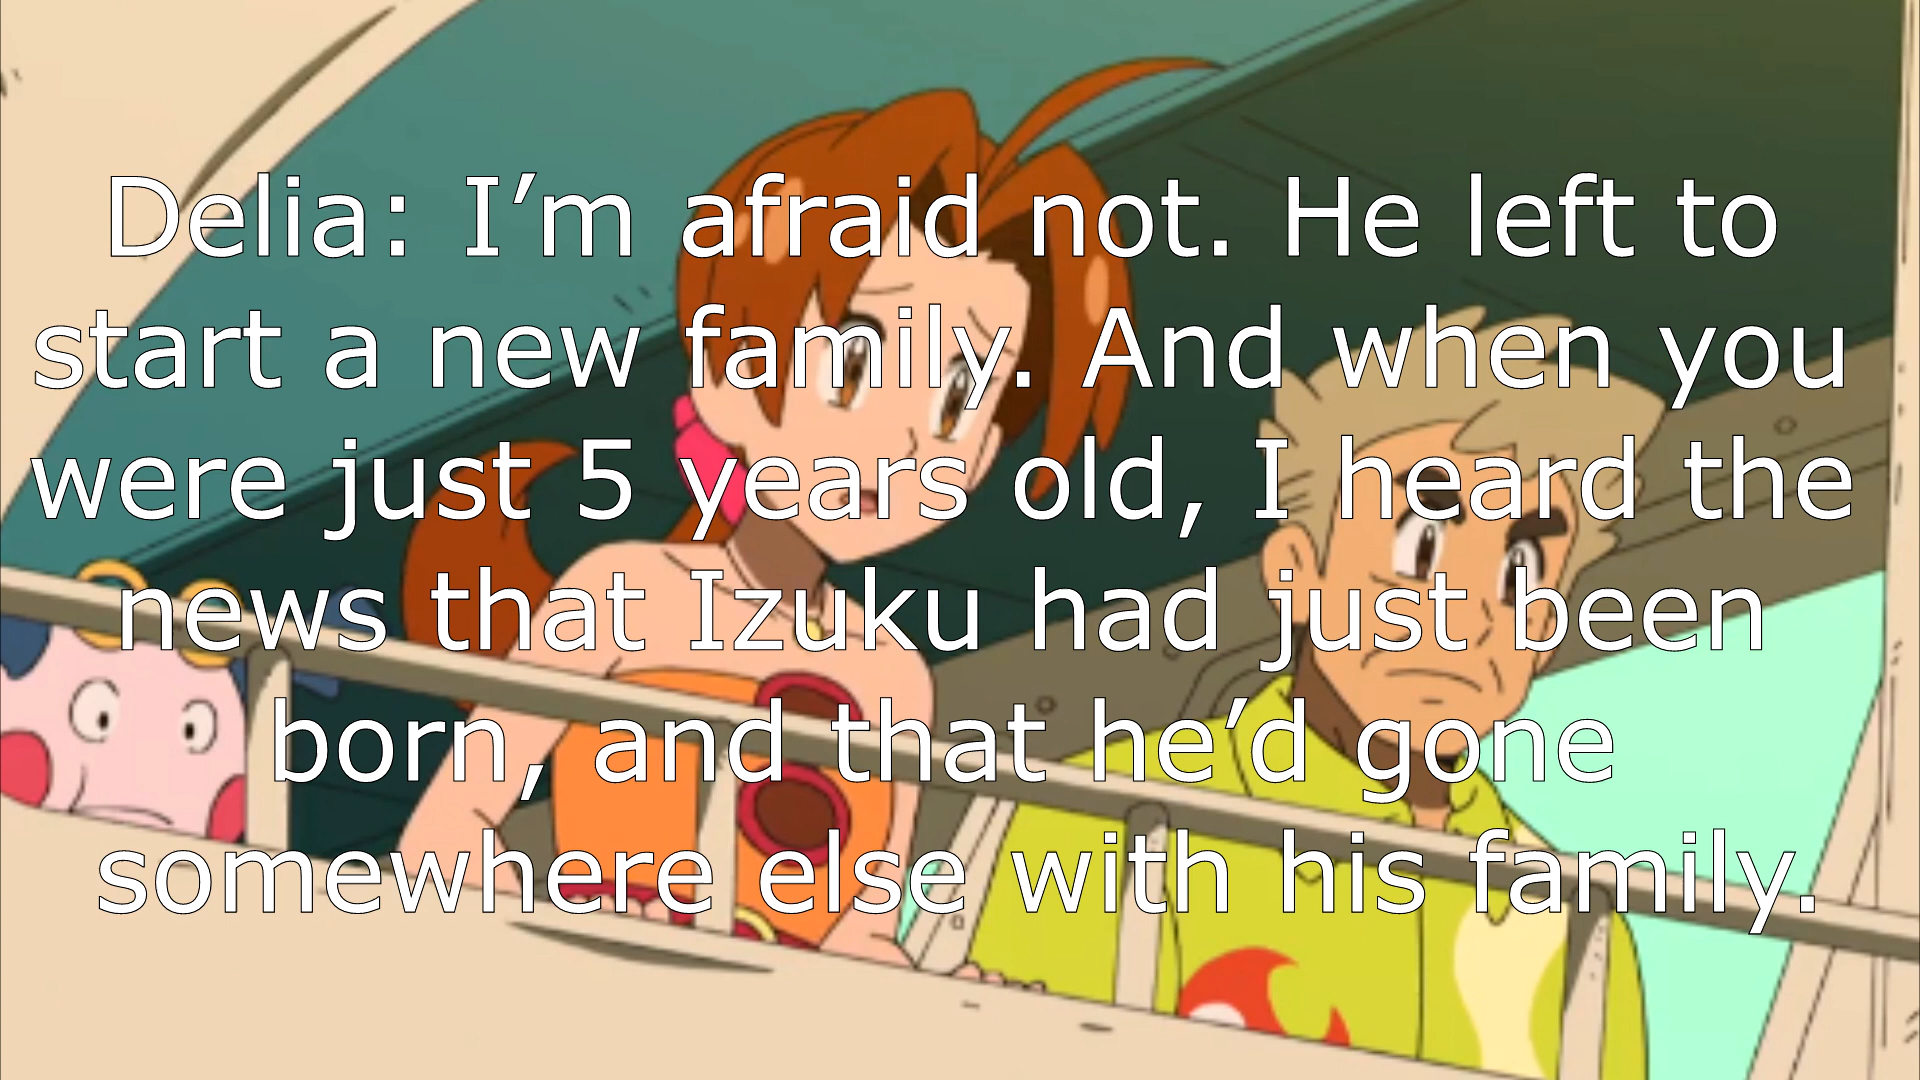 Delia: I’m afraid not. He left to
start a new family. And when you
were just 5 years old, I heard the
news that Izuku had just been
born, and that he’d gone
somewhere else with his family.